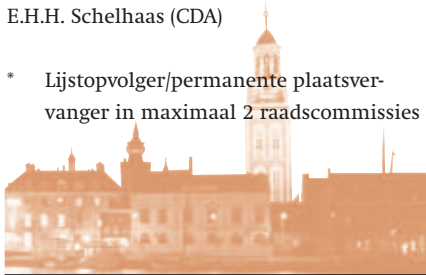 E.H.H. Schelhaas (CDA)
* Lijstopvolger/permanente plaatsver-
vanger in maximaal 2 raadscommissies